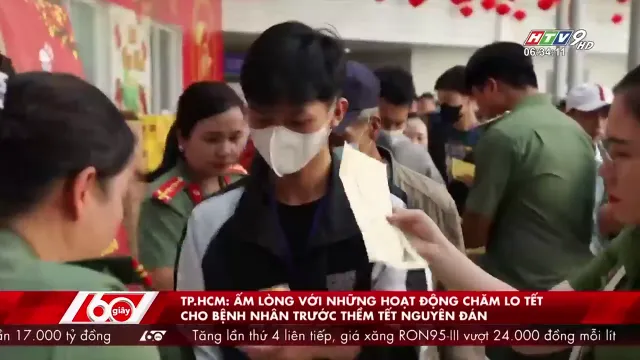 HTV9 HD
06:34:11
TP.HCM: ẤM LÒNG VỚI NHỮNG HOẠT ĐỘNG CHĂM LO TẾT
CHO BỆNH NHÂN TRƯỚC THỀM TẾT NGUYÊN ĐÁN
60 giây
17.000 tỷ đồng
60
Tăng lần thứ 4 liên tiếp, giá xăng RON95-III vượt 24.000 đồng mỗi lít